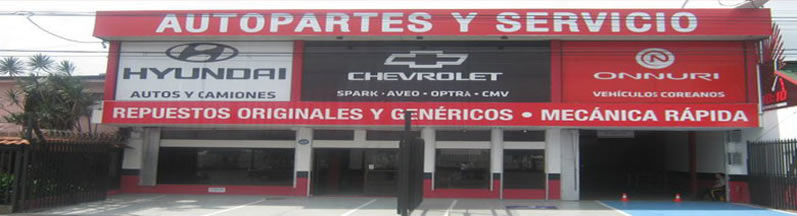 AUTOPARTES Y SERVICIO
HYUNDAI
AUTOS Y CAMIONES
CHEVROLET
SPARK · AVEO · OPTRA · CMV
ONNURI
VEHÍCULOS COREANOS
REPUESTOS ORIGINALES Y GENÉRICOS • MECÁNICA RÁPIDA